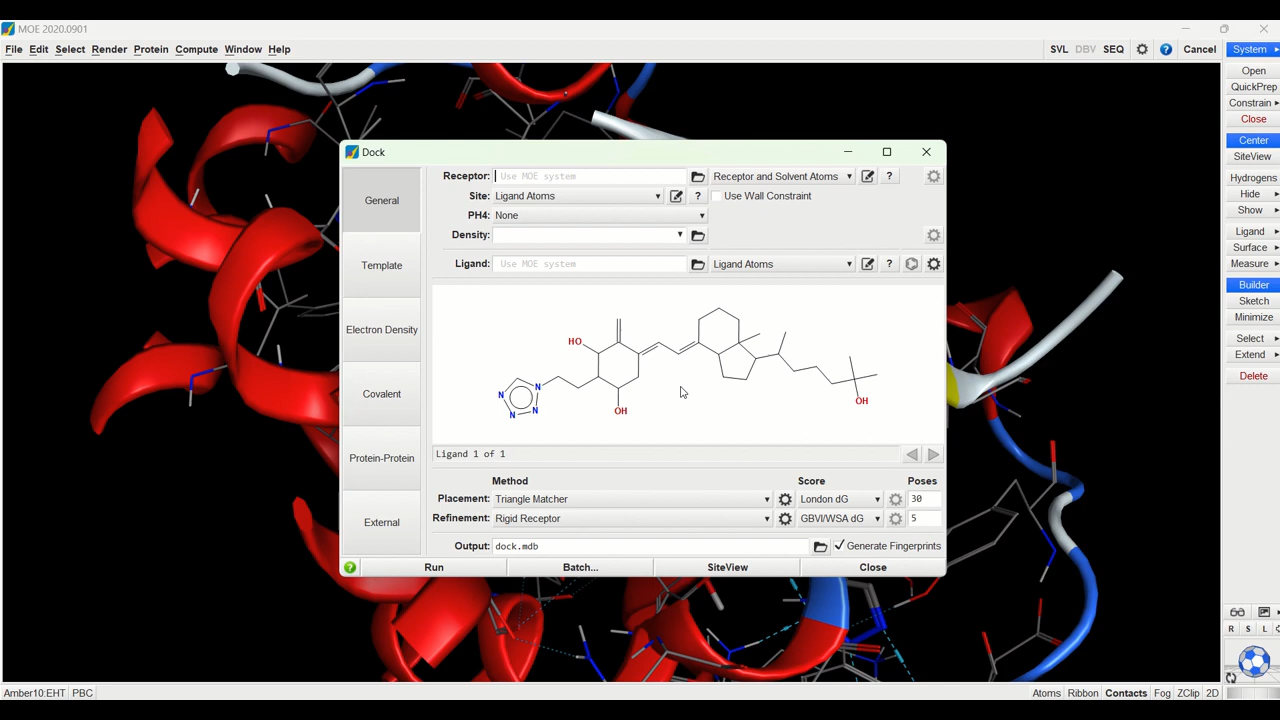 MOE 2020.0901
File Edit Select Render Protein Compute Window Help
SVL DBV SEQ Cancel
System
Open
QuickPrep
Constrain
Close
Center
SiteView
Hydrogens
Hide
Show
Ligand
Surface
Measure
Builder
Sketch
Minimize
Select
Extend
Delete
R S L
Dock
General
Template
Electron Density
Covalent
Protein-Protein
External
Receptor: Use MOE system Receptor and Solvent Atoms ?
Site: Ligand Atoms ? Use Wall Constraint
PH4: None
Density:
Ligand: Use MOE system Ligand Atoms ?
HO
N
N
N
N
OH
OH
Ligand 1 of 1
Method Score Poses
Placement: Triangle Matcher London dG 30
Refinement: Rigid Receptor GBVI/WSA dG 5
Output: dock.mdb Generate Fingerprints
Run Batch... SiteView Close
Amber10:EHT PBC
Atoms Ribbon Contacts Fog ZClip 2D